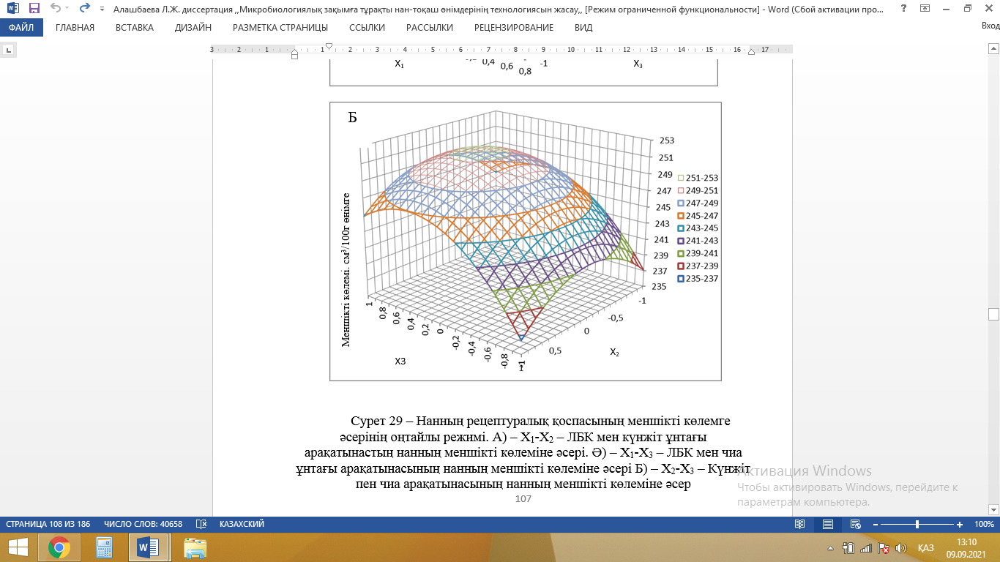 Алашбаева Л.Ж. диссертация ,,Микробиологиялық зақымға тұрақты нан-тоқаш өнімдерінің технологиясын жасау,, [Режим ограниченной функциональности] - Word (Сбой активации про...
ФАЙЛ ГЛАВНАЯ ВСТАВКА ДИЗАЙН РАЗМЕТКА СТРАНИЦЫ ССЫЛКИ РАССЫЛКИ РЕЦЕНЗИРОВАНИЕ ВИД Вход
3 2 1 1 2 3 4 5 6 7 8 9 10 11 12 13 14 15 16 17
X₁ 0,4 0,6 0,8 -1 X₃
Б
Меншікті көлемі. см³/100г өнімге
253
251
249
247
245
243
241
239
237
235
251-253
249-251
247-249
245-247
243-245
241-243
239-241
237-239
235-237
1 0,8 0,6 0,4 0,2 0 -0,2 -0,4 -0,6 -0,8 -1
X3
-1
-0,5
0
0,5
1
X₂
Сурет 29 – Нанның рецептуралық қоспасының меншікті көлемге
әсерінің оңтайлы режимі. А) – X₁-X₂ – ЛБК мен күнжіт ұнтағы
арақатынастың нанның меншікті көлеміне әсері. Ә) – X₁-X₃ – ЛБК мен чиа
ұнтағы арақатынасының нанның меншікті көлеміне әсері Б) – X₂-X₃ – Күнжіт
пен чиа арақатынасының нанның меншікті көлеміне әсер
107
Активация Windows
Чтобы активировать Windows, перейдите к
параметрам компьютера.
СТРАНИЦА 108 ИЗ 186 ЧИСЛО СЛОВ: 40658 КАЗАХСКИЙ 100%
ҚАЗ
13:10
09.09.2021